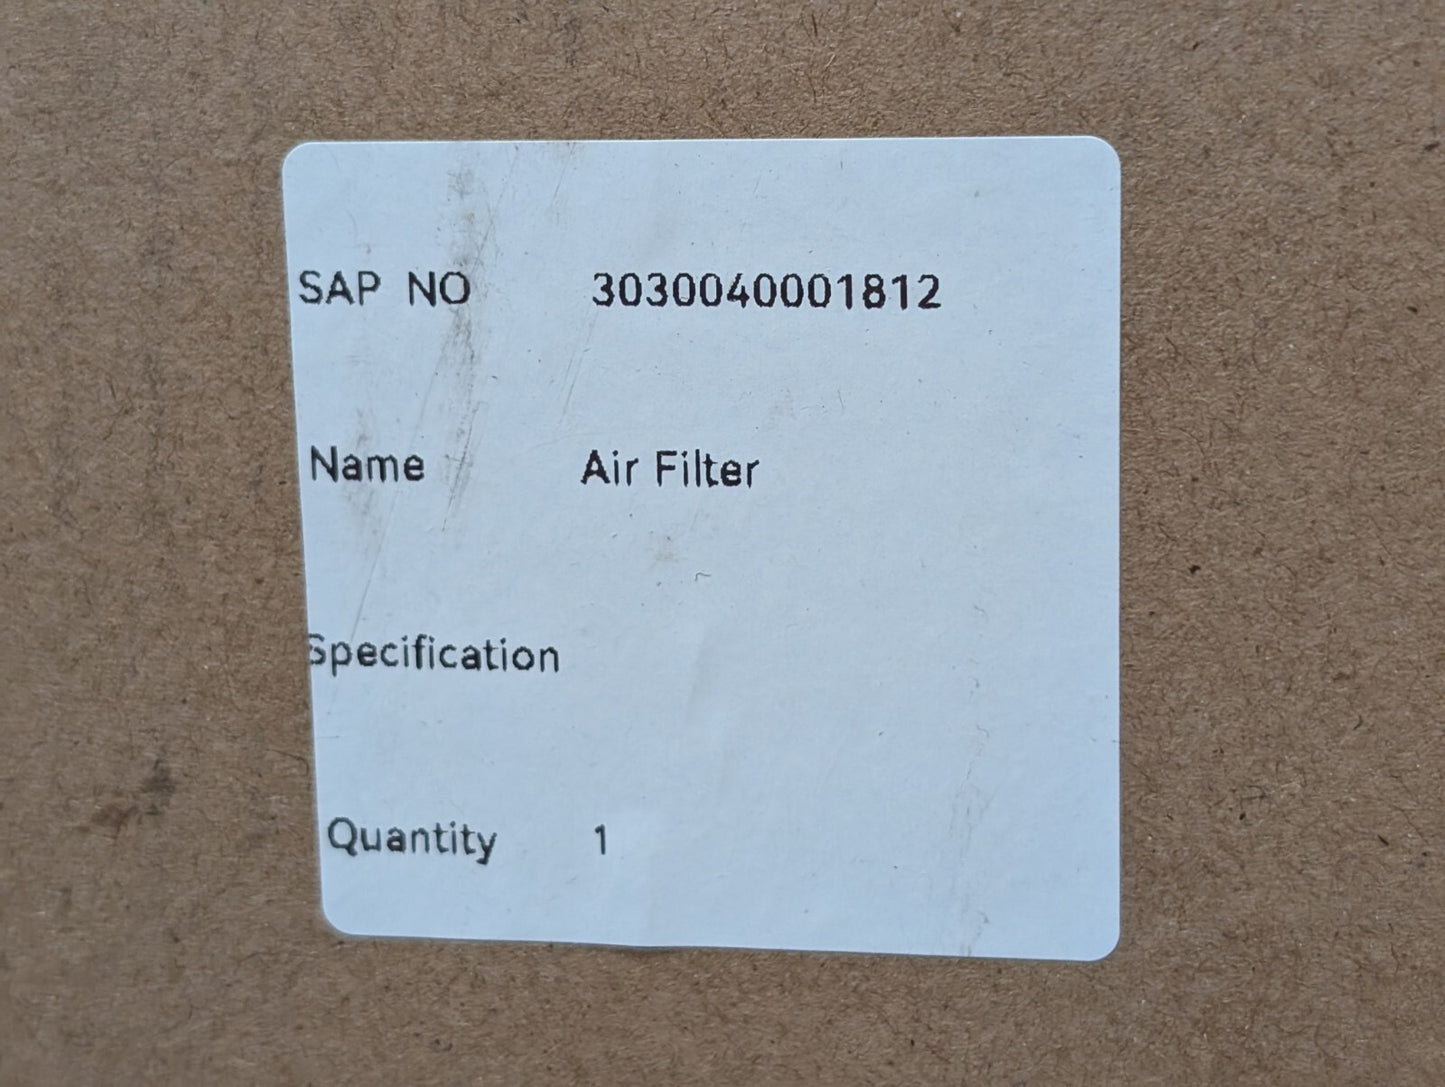 SAP NO 3030040001812
Name Air Filter
Specification
Quantity 1